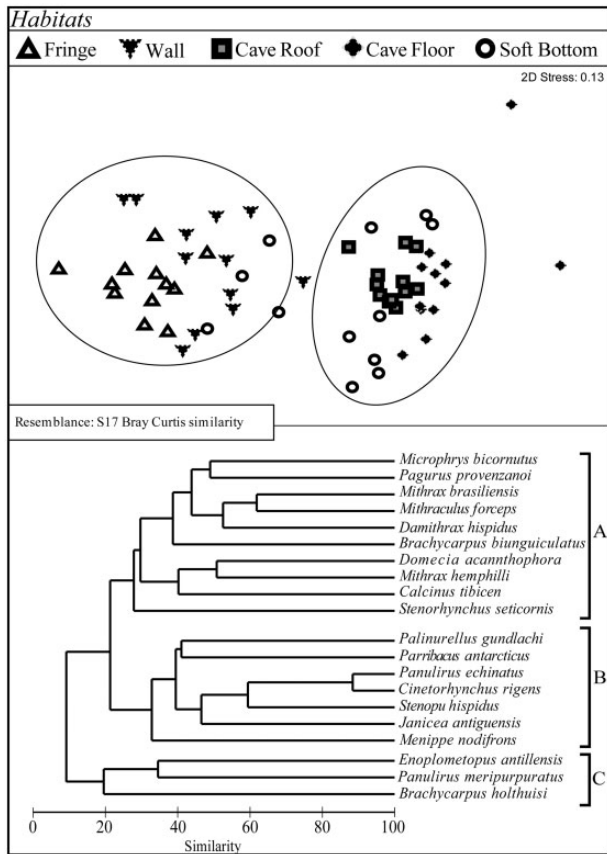 Habitats
Fringe Wall Cave Roof Cave Floor Soft Bottom
2D Stress: 0.13
Resemblance: S17 Bray Curtis similarity
Microphrys bicornutus
Pagurus provenzanoi
Mithrax brasiliensis
Mithraculus forceps
Damithrax hispidus
Brachycarpus biunguiculatus
Domecia acannthophora
Mithrax hemphilli
Calcinus tibicen
Stenorhynchus seticornis
A
Palinurellus gundlachi
Parribacus antarcticus
Panulirus echinatus
Cinetorhynchus rigens
Stenopu hispidus
Janicea antiguensis
Menippe nodifrons
B
Enoplometopus antillensis
Panulirus meripurpuratus
Brachycarpus holthuisi
C
0 20 40 60 80 100
Similarity